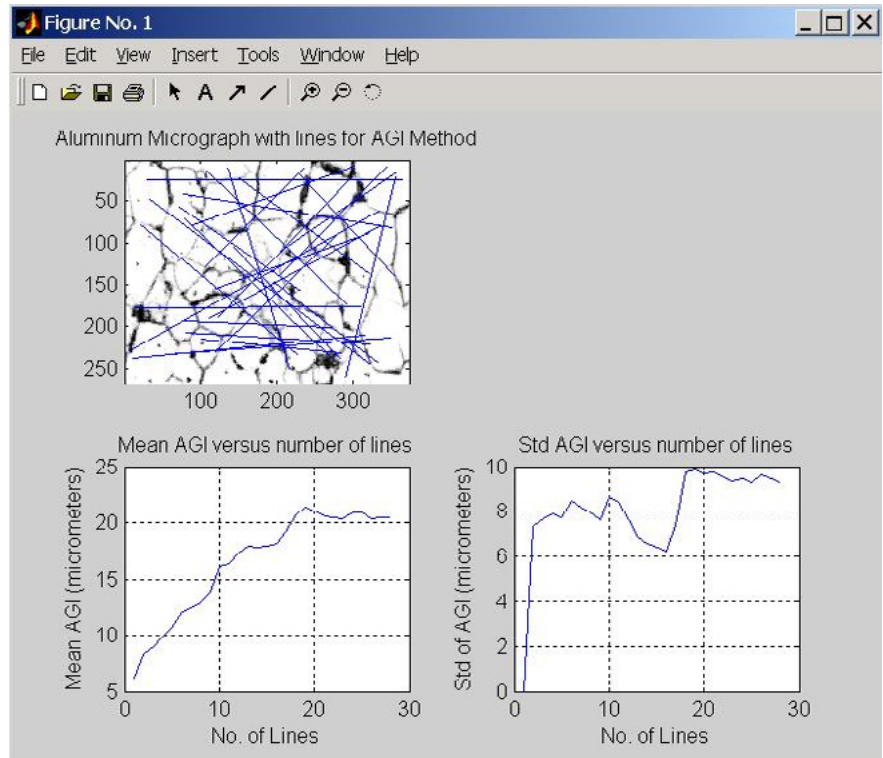 Figure No. 1
File Edit View Insert Tools Window Help
A
Aluminum Micrograph with lines for AGI Method
50
100
150
200
250
100 200 300
Mean AGI versus number of lines
25
20
15
10
5
Mean AGI (micrometers)
0 10 20 30
No. of Lines
Std AGI versus number of lines
10
8
6
4
2
0
Std of AGI (micrometers)
0 10 20 30
No. of Lines